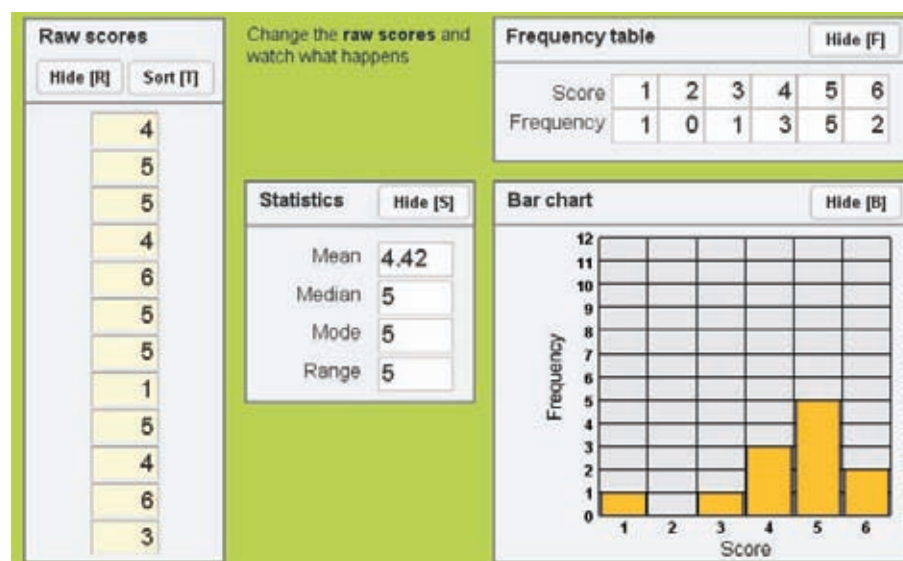 Raw scores
Hide [R] Sort [T]
4
5
5
4
6
5
5
1
5
4
6
3
Change the raw scores and
watch what happens
Statistics Hide [S]
Mean 4.42
Median 5
Mode 5
Range 5
Frequency table Hide [F]
Score 1 2 3 4 5 6
Frequency 1 0 1 3 5 2
Bar chart Hide [B]
12
11
10
9
8
7
6
5
4
3
2
1
0
Frequency
1 2 3 4 5 6
Score